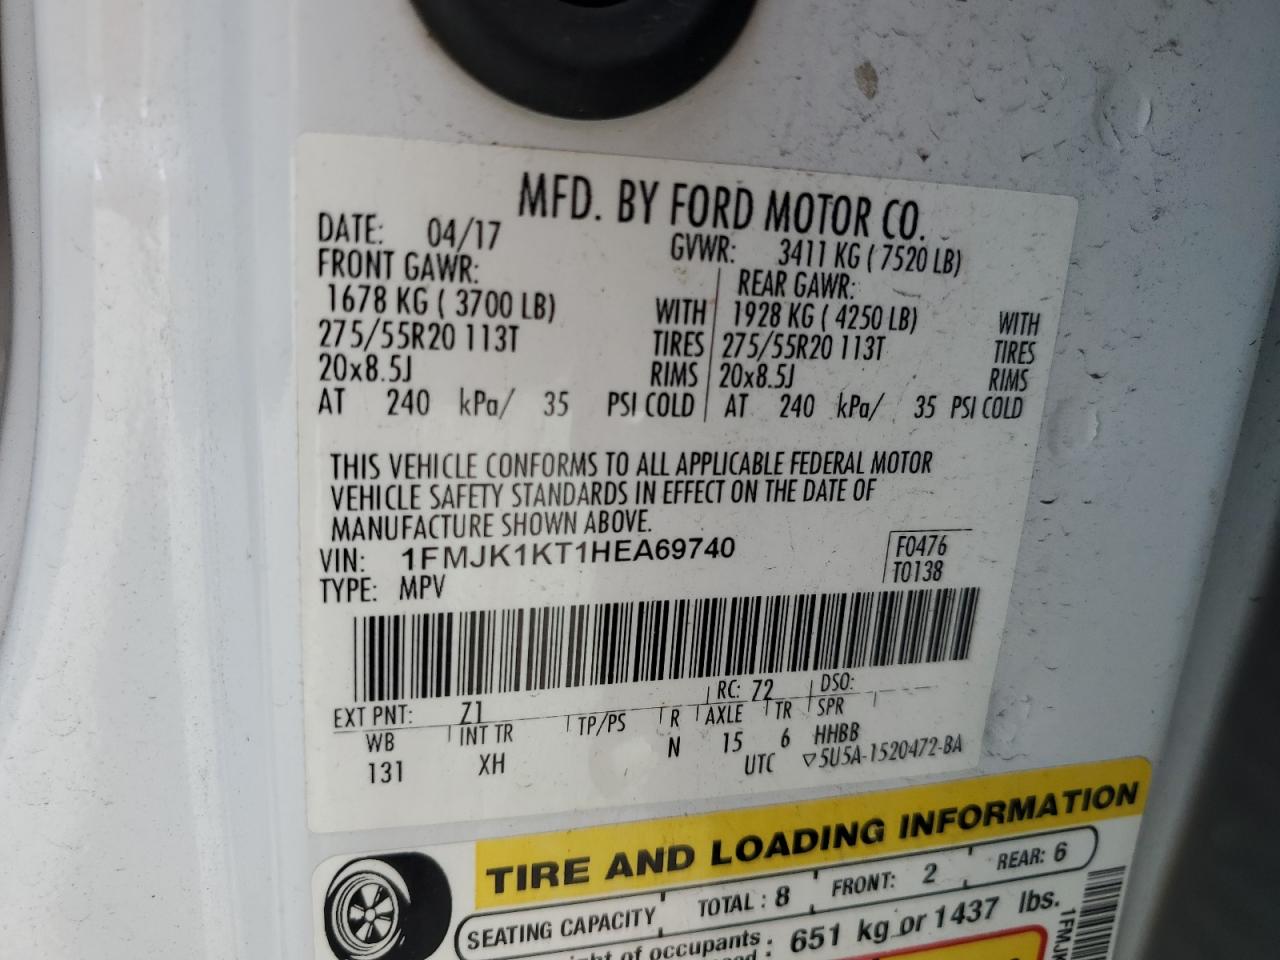 MFD. BY FORD MOTOR CO.
DATE: 04/17 GVWR: 3411 KG ( 7520 LB)
FRONT GAWR: REAR GAWR:
1678 KG ( 3700 LB) WITH 1928 KG ( 4250 LB) WITH
275/55R20 113T TIRES 275/55R20 113T TIRES
20x8.5J RIMS 20x8.5J RIMS
AT 240 kPa/ 35 PSI COLD AT 240 kPa/ 35 PSI COLD
THIS VEHICLE CONFORMS TO ALL APPLICABLE FEDERAL MOTOR
VEHICLE SAFETY STANDARDS IN EFFECT ON THE DATE OF
MANUFACTURE SHOWN ABOVE.
VIN: 1FMJK1KT1HEA69740 F0476
TYPE: MPV T0138
EXT PNT: Z1 RC: 72 DSO:
WB INT TR TP/PS R AXLE TR SPR
131 XH N 15 6 HHBB
UTC ▽5U5A-1520472-BA
TIRE AND LOADING INFORMATION
SEATING CAPACITY TOTAL : 8 FRONT: 2 REAR: 6
of occupants : 651 kg or 1437 lbs.
1FMJK